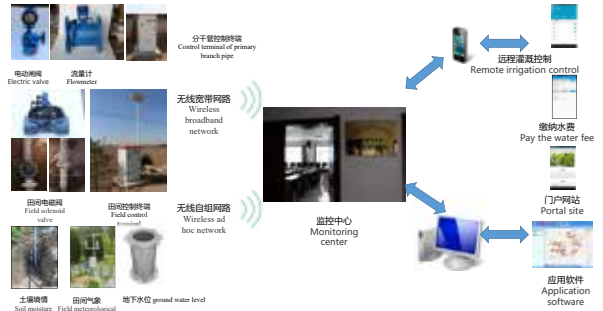 分干管控制终端
Control terminal of primary
branch pipe
电动闸阀
Electric valve
流量计
Flowmeter
无线宽带网路
Wireless
broadband
network
田间电磁阀
Field solenoid
valve
田间控制终端
Field control
terminal
无线自组网路
Wireless ad
hoc network
土壤墒情
Soil moisture
田间气象
Field meteorological
地下水位 ground water level
监控中心
Monitoring
center
远程灌溉控制
Remote irrigation control
缴纳水费
Pay the water fee
门户网站
Portal site
应用软件
Application
software